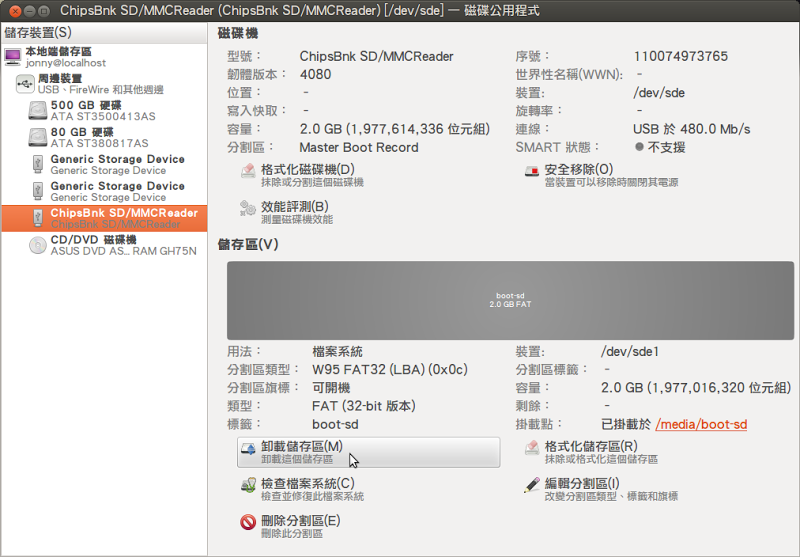 ChipsBnk SD/MMCReader (ChipsBnk SD/MMCReader) [/dev/sde] — 磁碟公用程式
儲存裝置(S)
本地端儲存區
jonny@localhost
周邊裝置
USB、FireWire 和其他週邊
500 GB 硬碟
ATA ST3500413AS
80 GB 硬碟
ATA ST380817AS
Generic Storage Device
Generic Storage Device
Generic Storage Device
Generic Storage Device
ChipsBnk SD/MMCReader
ChipsBnk SD/MMCReader
CD/DVD 磁碟機
ASUS DVD AS... RAM GH75N
磁碟機
型號： ChipsBnk SD/MMCReader 序號： 110074973765
韌體版本： 4080 世界性名稱(WWN): -
位置： - 裝置: /dev/sde
寫入快取： - 旋轉率： -
容量： 2.0 GB (1,977,614,336 位元組) 連線： USB 於 480.0 Mb/s
分割區： Master Boot Record SMART 狀態： 不支援
格式化磁碟機(D) 安全移除(O)
抹除或分割這個磁碟機 當裝置可以移除時關閉其電源
效能評測(B)
測量磁碟機效能
儲存區(V)
boot-sd
2.0 GB FAT
用法： 檔案系統 裝置: /dev/sde1
分割區類型： W95 FAT32 (LBA) (0x0c) 分割區標籤： -
分割區旗標： 可開機 容量： 2.0 GB (1,977,016,320 位元組)
類型： FAT (32-bit 版本) 剩餘： -
標籤： boot-sd 掛載點： 已掛載於 /media/boot-sd
卸載儲存區(M) 格式化儲存區(R)
卸載這個儲存區 抹除或格式化這個儲存區
檢查檔案系統(C) 編輯分割區(I)
檢查並修復此檔案系統 改變分割區類型、標籤和旗標
刪除分割區(E)
刪除此分割區